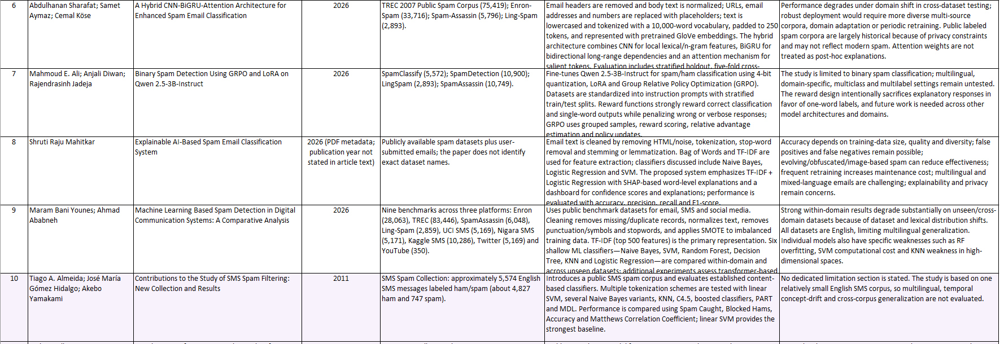 6
Abdulhanan Sharafat; Samet
Aymaz; Cemal Köse
A Hybrid CNN-BiGRU-Attention Architecture for
Enhanced Spam Email Classification
2026
TREC 2007 Public Spam Corpus (75,419); Enron-
Spam (33,716); Spam-Assassin (5,796); Ling-Spam
(2,893).
Email headers are removed and body text is normalized; URLs, email
addresses and numbers are replaced with placeholders; text is
lowercased and tokenized with a 10,000-word vocabulary, padded to 250
tokens, and represented with pretrained GloVe embeddings. The hybrid
architecture combines CNN for local lexical/n-gram features, BiGRU for
bidirectional long-range dependencies and an attention mechanism for
salient tokens. Evaluation includes stratified holdout, five-fold cross-
Performance degrades under domain shift in cross-dataset testing;
robust deployment would require more diverse multi-source
corpora, domain adaptation or periodic retraining. Public labeled
spam corpora are largely historical because of privacy constraints
and may not reflect modern spam. Attention weights are not
treated as post-hoc explanations.
7
Mahmoud E. Ali; Anjali Diwan;
Rajendrasinh Jadeja
Binary Spam Detection Using GRPO and LoRA on
Qwen 2.5-3B-Instruct
2026
SpamClassify (5,572); SpamDetection (10,900);
LingSpam (2,893); SpamAssassin (10,749).
Fine-tunes Qwen 2.5-3B-Instruct for spam/ham classification using 4-bit
quantization, LoRA and Group Relative Policy Optimization (GRPO).
Datasets are standardized into instruction prompts with stratified
train/test splits. Reward functions strongly reward correct classification
and single-word outputs while penalizing wrong or verbose responses;
GRPO uses grouped samples, reward scoring, relative advantage
estimation and policy updates.
The study is limited to binary spam classification; multilingual,
domain-specific, multiclass and multilabel settings remain untested.
The reward design intentionally sacrifices explanatory responses in
favor of one-word labels, and future work is needed across other
model architectures and domains.
8
Shruti Raju Mahitkar
Explainable AI-Based Spam Email Classification
System
2026 (PDF metadata;
publication year not
stated in article text)
Publicly available spam datasets plus user-
submitted emails; the paper does not identify
exact dataset names.
Email text is cleaned by removing HTML/noise, tokenization, stop-word
removal and stemming or lemmatization. Bag of Words and TF-IDF are
used for feature extraction; classifiers discussed include Naive Bayes,
Logistic Regression and SVM. The proposed system emphasizes TF-IDF +
Logistic Regression with SHAP-based word-level explanations and a
dashboard for confidence scores and explanations; performance is
evaluated with accuracy, precision, recall and F1-score.
Accuracy depends on training-data size, quality and diversity; false
positives and false negatives remain possible;
evolving/obfuscated/image-based spam can reduce effectiveness;
frequent retraining increases maintenance cost; multilingual and
mixed-language emails are challenging; explainability and privacy
remain concerns.
9
Maram Bani Younes; Ahmad
Ababneh
Machine Learning Based Spam Detection in Digital
Communication Systems: A Comparative Analysis
2026
Nine benchmarks across three platforms: Enron
(28,063), TREC (83,446), SpamAssassin (6,048),
Ling-Spam (2,859), UCI SMS (5,169), Nigara SMS
(5,171), Kaggle SMS (10,286), Twitter (5,169) and
YouTube (350).
Uses public benchmark datasets for email, SMS and social media.
Cleaning removes missing/duplicate records, normalizes text, removes
punctuation/symbols and stopwords, and applies SMOTE to imbalanced
training data. TF-IDF (top 500 features) is the primary representation. Six
shallow ML classifiers—Naive Bayes, SVM, Random Forest, Decision
Tree, KNN and Logistic Regression—are compared within-domain and
across unseen datasets; additional experiments assess transformer-based
Strong within-domain results degrade substantially on unseen/cross-
domain datasets because of dataset and lexical distribution shifts.
All datasets are English, limiting multilingual generalization.
Individual models also have specific weaknesses such as RF
overfitting, SVM computational cost and KNN weakness in high-
dimensional spaces.
10
Tiago A. Almeida; José María
Gómez Hidalgo; Akebo
Yamakami
Contributions to the Study of SMS Spam Filtering:
New Collection and Results
2011
SMS Spam Collection: approximately 5,574 English
SMS messages labeled ham/spam (about 4,827
ham and 747 spam).
Introduces a public SMS spam corpus and evaluates established content-
based classifiers. Multiple tokenization schemes are tested with linear
SVM, several Naive Bayes variants, KNN, C4.5, boosted classifiers, PART
and MDL. Performance is compared using Spam Caught, Blocked Hams,
Accuracy and Matthews Correlation Coefficient; linear SVM provides the
strongest baseline.
No dedicated limitation section is stated. The study is based on one
relatively small English SMS corpus, so multilingual, temporal
concept-drift and cross-corpus generalization are not evaluated.